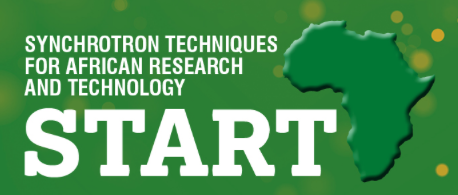 SYNCHROTRON TECHNIQUES
FOR AFRICAN RESEARCH
AND TECHNOLOGY
START